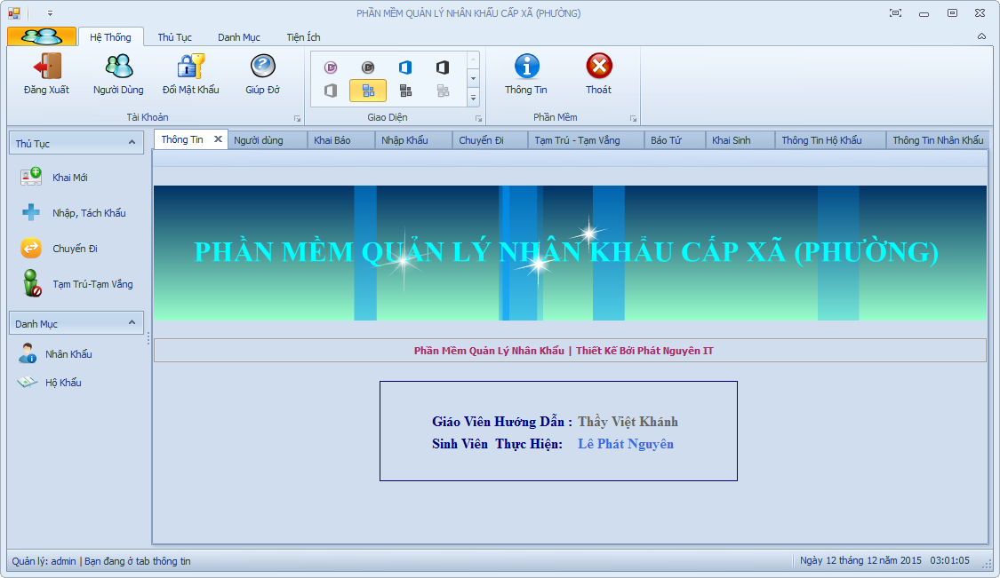 PHẦN MỀM QUẢN LÝ NHÂN KHẨU CẤP XÃ (PHƯỜNG)
Hệ Thống Thủ Tục Danh Mục Tiện Ích
Đăng Xuất Người Dùng Đổi Mật Khẩu Giúp Đở Thông Tin Thoát
Tài Khoản Giao Diện Phần Mềm
Thủ Tục
Thông Tin Người dùng Khai Báo Nhập Khẩu Chuyển Đi Tạm Trú - Tạm Vắng Báo Tử Khai Sinh Thông Tin Hộ Khẩu Thông Tin Nhân Khẩu
Khai Mới
Nhập, Tách Khẩu
Chuyển Đi
Tạm Trú-Tạm Vắng
Danh Mục
Nhân Khẩu
Hộ Khẩu
PHẦN MỀM QUẢN LÝ NHÂN KHẨU CẤP XÃ (PHƯỜNG)
Phần Mềm Quản Lý Nhân Khẩu | Thiết Kế Bởi Phát Nguyên IT
Giáo Viên Hướng Dẫn : Thầy Việt Khánh
Sinh Viên Thực Hiện: Lê Phát Nguyên
Quản lý: admin | Bạn đang ở tab thông tin
Ngày 12 tháng 12 năm 2015 03:01:05